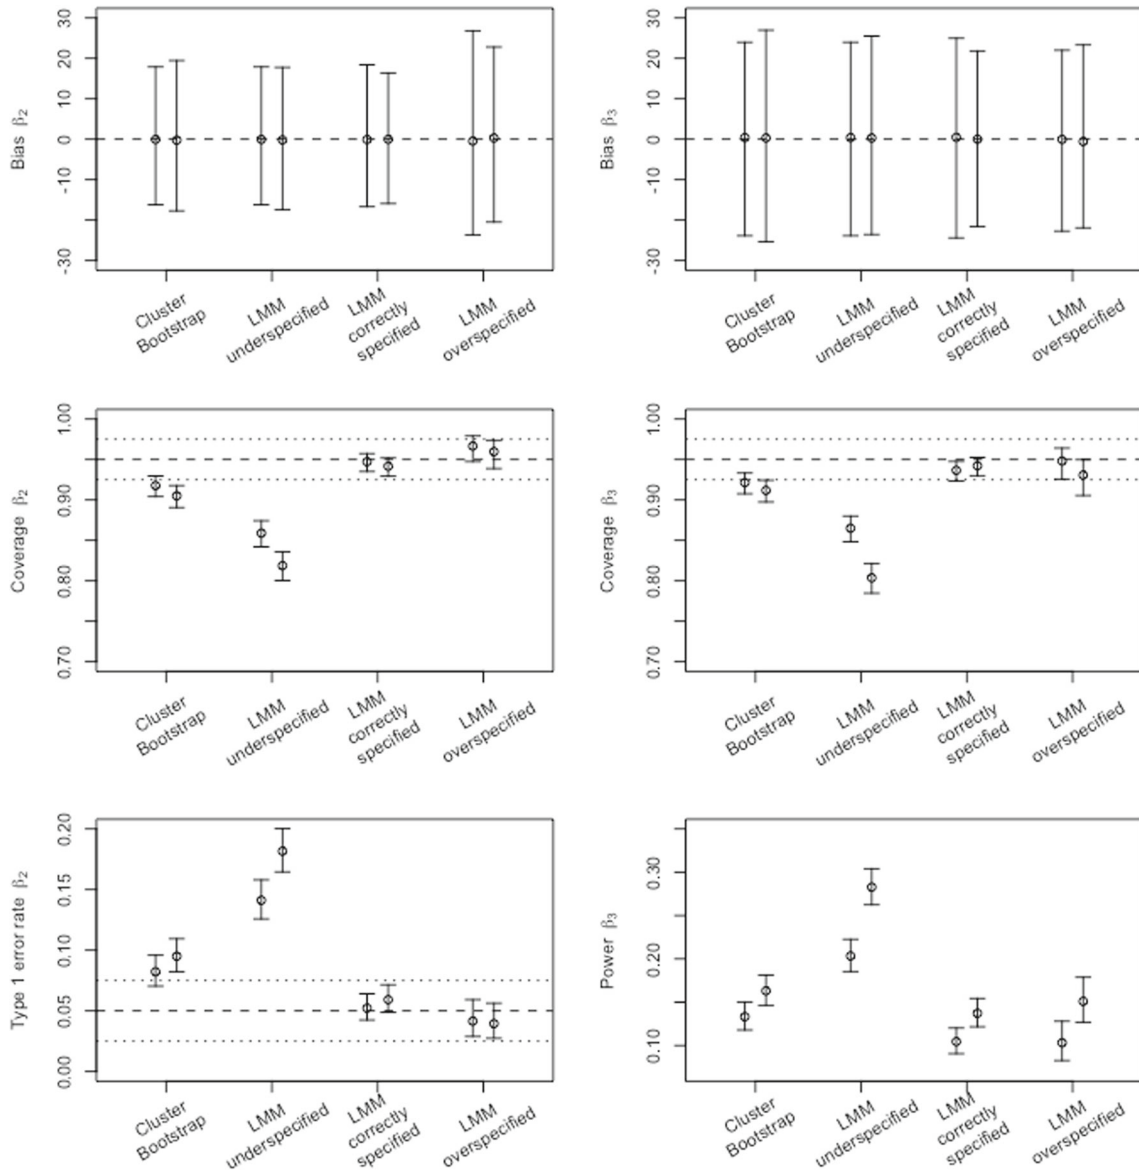 Bias β2
30
20
10
0
-10
-30
Cluster
Bootstrap
LMM
underspecified
LMM
correctly
specified
LMM
overspecified
Bias β3
30
20
10
0
-10
-30
Cluster
Bootstrap
LMM
underspecified
LMM
correctly
specified
LMM
overspecified
Coverage β2
1.00
0.90
0.80
0.70
Cluster
Bootstrap
LMM
underspecified
LMM
correctly
specified
LMM
overspecified
Coverage β3
1.00
0.90
0.80
0.70
Cluster
Bootstrap
LMM
underspecified
LMM
correctly
specified
LMM
overspecified
Type 1 error rate β2
0.20
0.15
0.10
0.05
0.00
Cluster
Bootstrap
LMM
underspecified
LMM
correctly
specified
LMM
overspecified
Power β3
0.30
0.20
0.10
Cluster
Bootstrap
LMM
underspecified
LMM
correctly
specified
LMM
overspecified